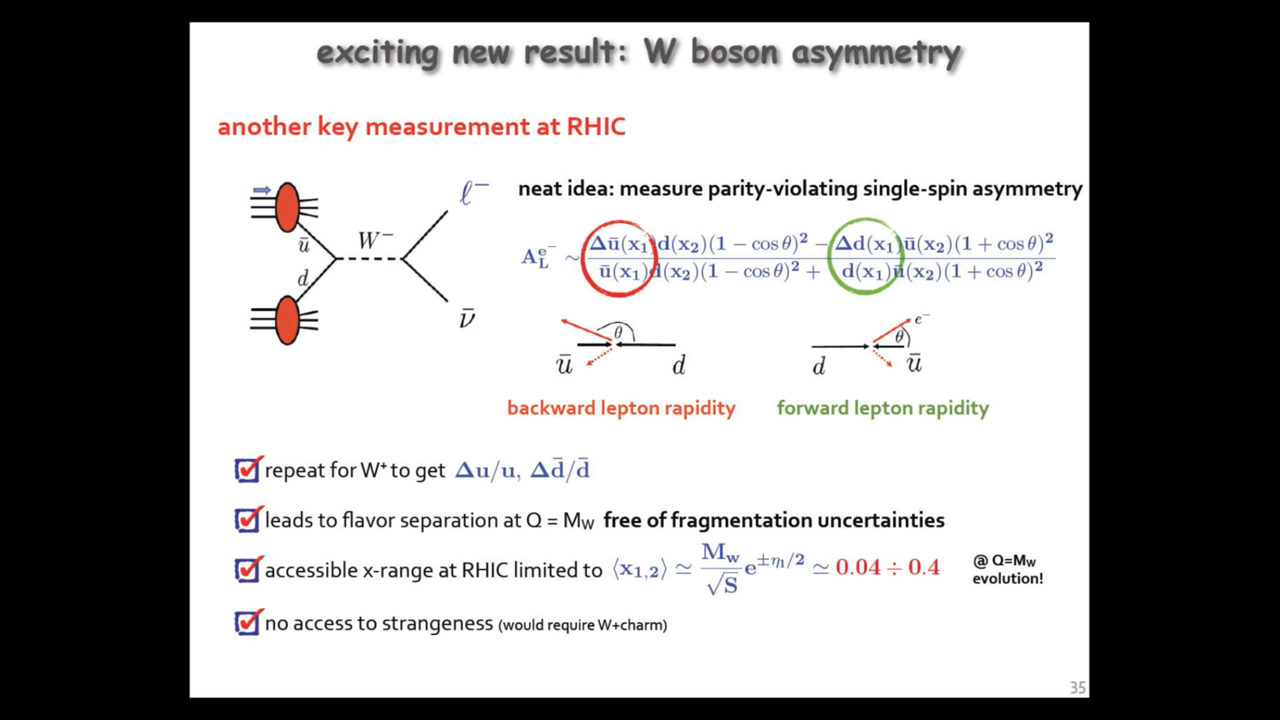 exciting new result: W boson asymmetry
another key measurement at RHIC
ℓ⁻
neat idea: measure parity-violating single-spin asymmetry
ū
W⁻
d
ν̄
A_L^{e⁻} ~ Δū(x₁)d(x₂)(1 − cos θ)² − Δd(x₁)ū(x₂)(1 + cos θ)²
ū(x₁)d(x₂)(1 − cos θ)² + d(x₁)ū(x₂)(1 + cos θ)²
θ
ū d
e⁻
θ
d ū
backward lepton rapidity
forward lepton rapidity
repeat for W⁺ to get Δu/u, Δd̄/d̄
leads to flavor separation at Q = M_W free of fragmentation uncertainties
accessible x-range at RHIC limited to ⟨x₁,₂⟩ ≃ M_W/√S e^{±η_l/2} ≃ 0.04 ÷ 0.4
@ Q=M_W
evolution!
no access to strangeness (would require W+charm)
35